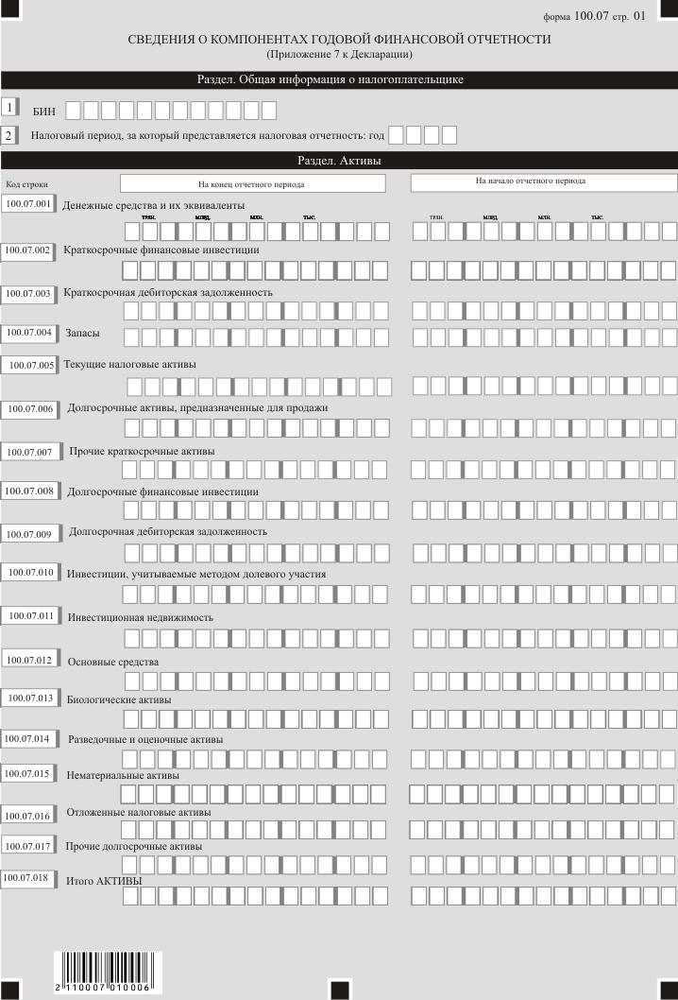 форма 100.07 стр. 01
СВЕДЕНИЯ О КОМПОНЕНТАХ ГОДОВОЙ ФИНАНСОВОЙ ОТЧЕТНОСТИ
(Приложение 7 к Декларации)
Раздел. Общая информация о налогоплательщике
1 БИН
2 Налоговый период, за который представляется налоговая отчетность: год
Раздел. Активы
Код строки На конец отчетного периода На начало отчетного периода
100.07.001 Денежные средства и их эквиваленты
трлн. млрд. млн. тыс. трлн. млрд. млн. тыс.
100.07.002 Краткосрочные финансовые инвестиции
100.07.003 Краткосрочная дебиторская задолженность
100.07.004 Запасы
100.07.005 Текущие налоговые активы
100.07.006 Долгосрочные активы, предназначенные для продажи
100.07.007 Прочие краткосрочные активы
100.07.008 Долгосрочные финансовые инвестиции
100.07.009 Долгосрочная дебиторская задолженность
100.07.010 Инвестиции, учитываемые методом долевого участия
100.07.011 Инвестиционная недвижимость
100.07.012 Основные средства
100.07.013 Биологические активы
100.07.014 Разведочные и оценочные активы
100.07.015 Нематериальные активы
100.07.016 Отложенные налоговые активы
100.07.017 Прочие долгосрочные активы
100.07.018 Итого АКТИВЫ
2 110007 010006